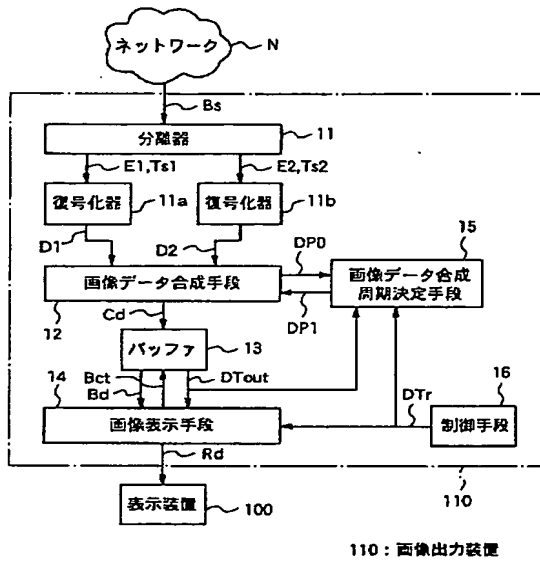 ネットワーク
N
Bs
分離器
11
E1,Ts1
E2,Ts2
復号化器
11a
復号化器
11b
D1
D2
DP0
15
画像データ合成手段
画像データ合成
周期決定手段
DP1
12
Cd
バッファ
13
14
Bct
Bd
DTout
16
画像表示手段
DTr
制御手段
Rd
110
表示装置
100
110：画像出力装置